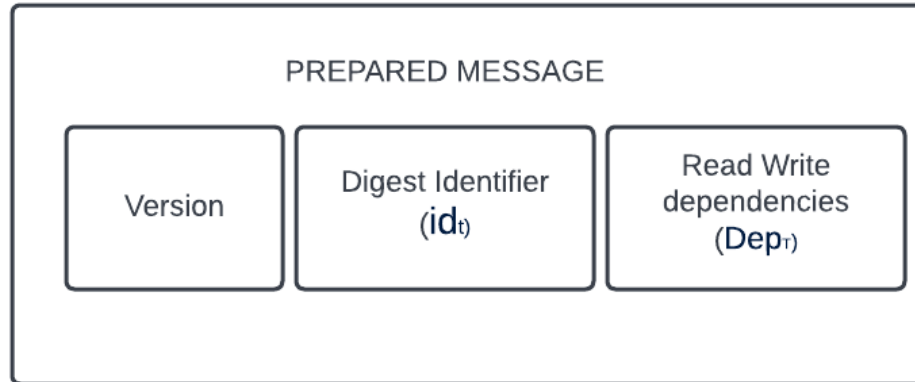 PREPARED MESSAGE
Version
Digest Identifier
(idt)
Read Write
dependencies
(DepT)